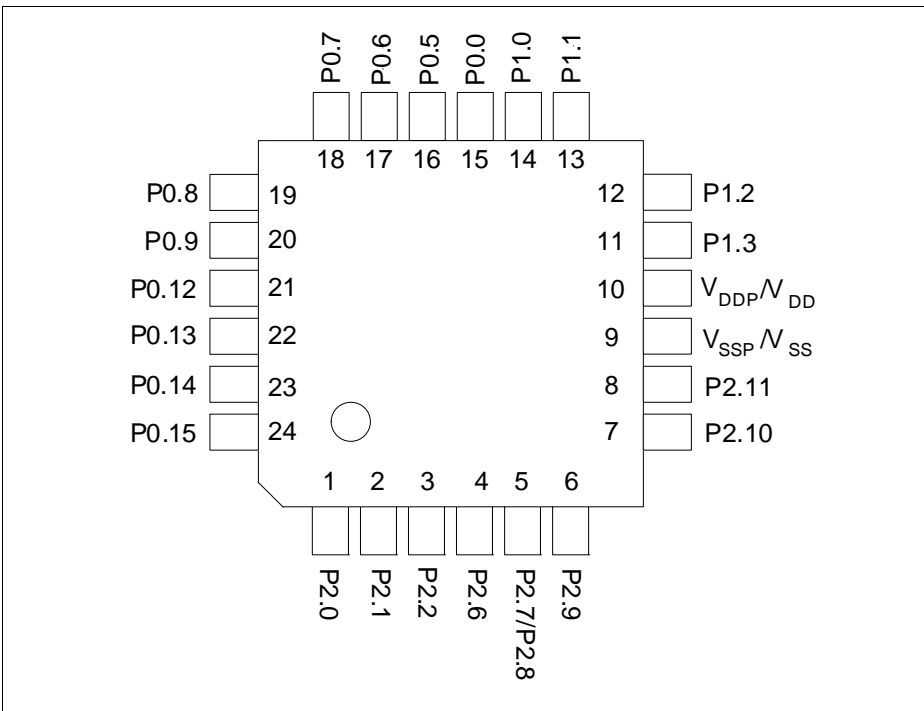 P0.7 P0.6 P0.5 P0.0 P1.0 P1.1
18 17 16 15 14 13
P0.8 19 12 P1.2
P0.9 20 11 P1.3
P0.12 21 10 VDDP/VDD
P0.13 22 9 VSSP/VSS
P0.14 23 8 P2.11
P0.15 24 7 P2.10
1 2 3 4 5 6
P2.0 P2.1 P2.2 P2.6 P2.7/P2.8 P2.9